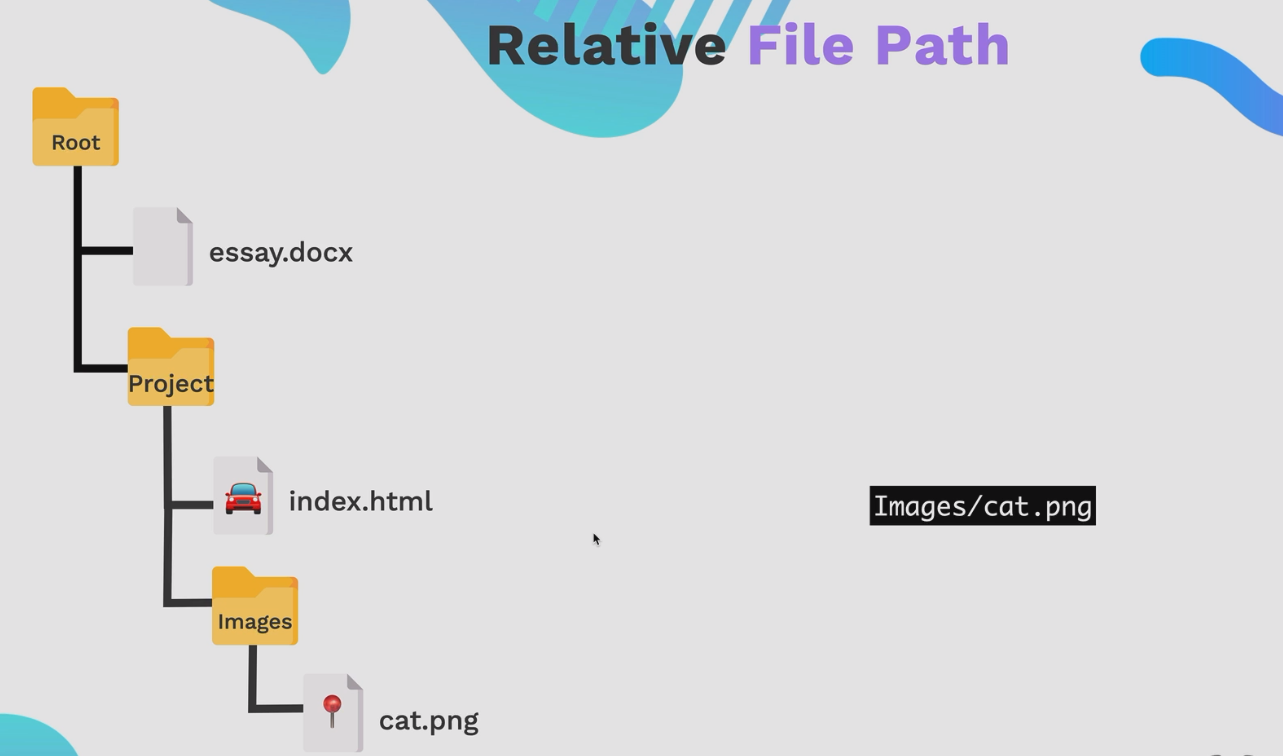 Relative File Path
Root
essay.docx
Project
index.html
Images/cat.png
Images
cat.png